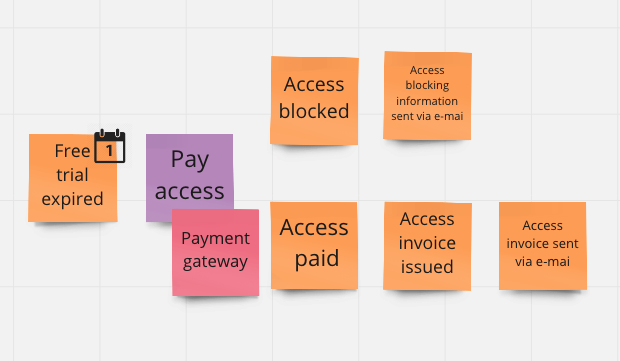 Access
blocked
Access
blocking
information
sent via e-mai
Free
trial
expired
1
Pay
access
Payment
gateway
Access
paid
Access
invoice
issued
Access
invoice sent
via e-mai